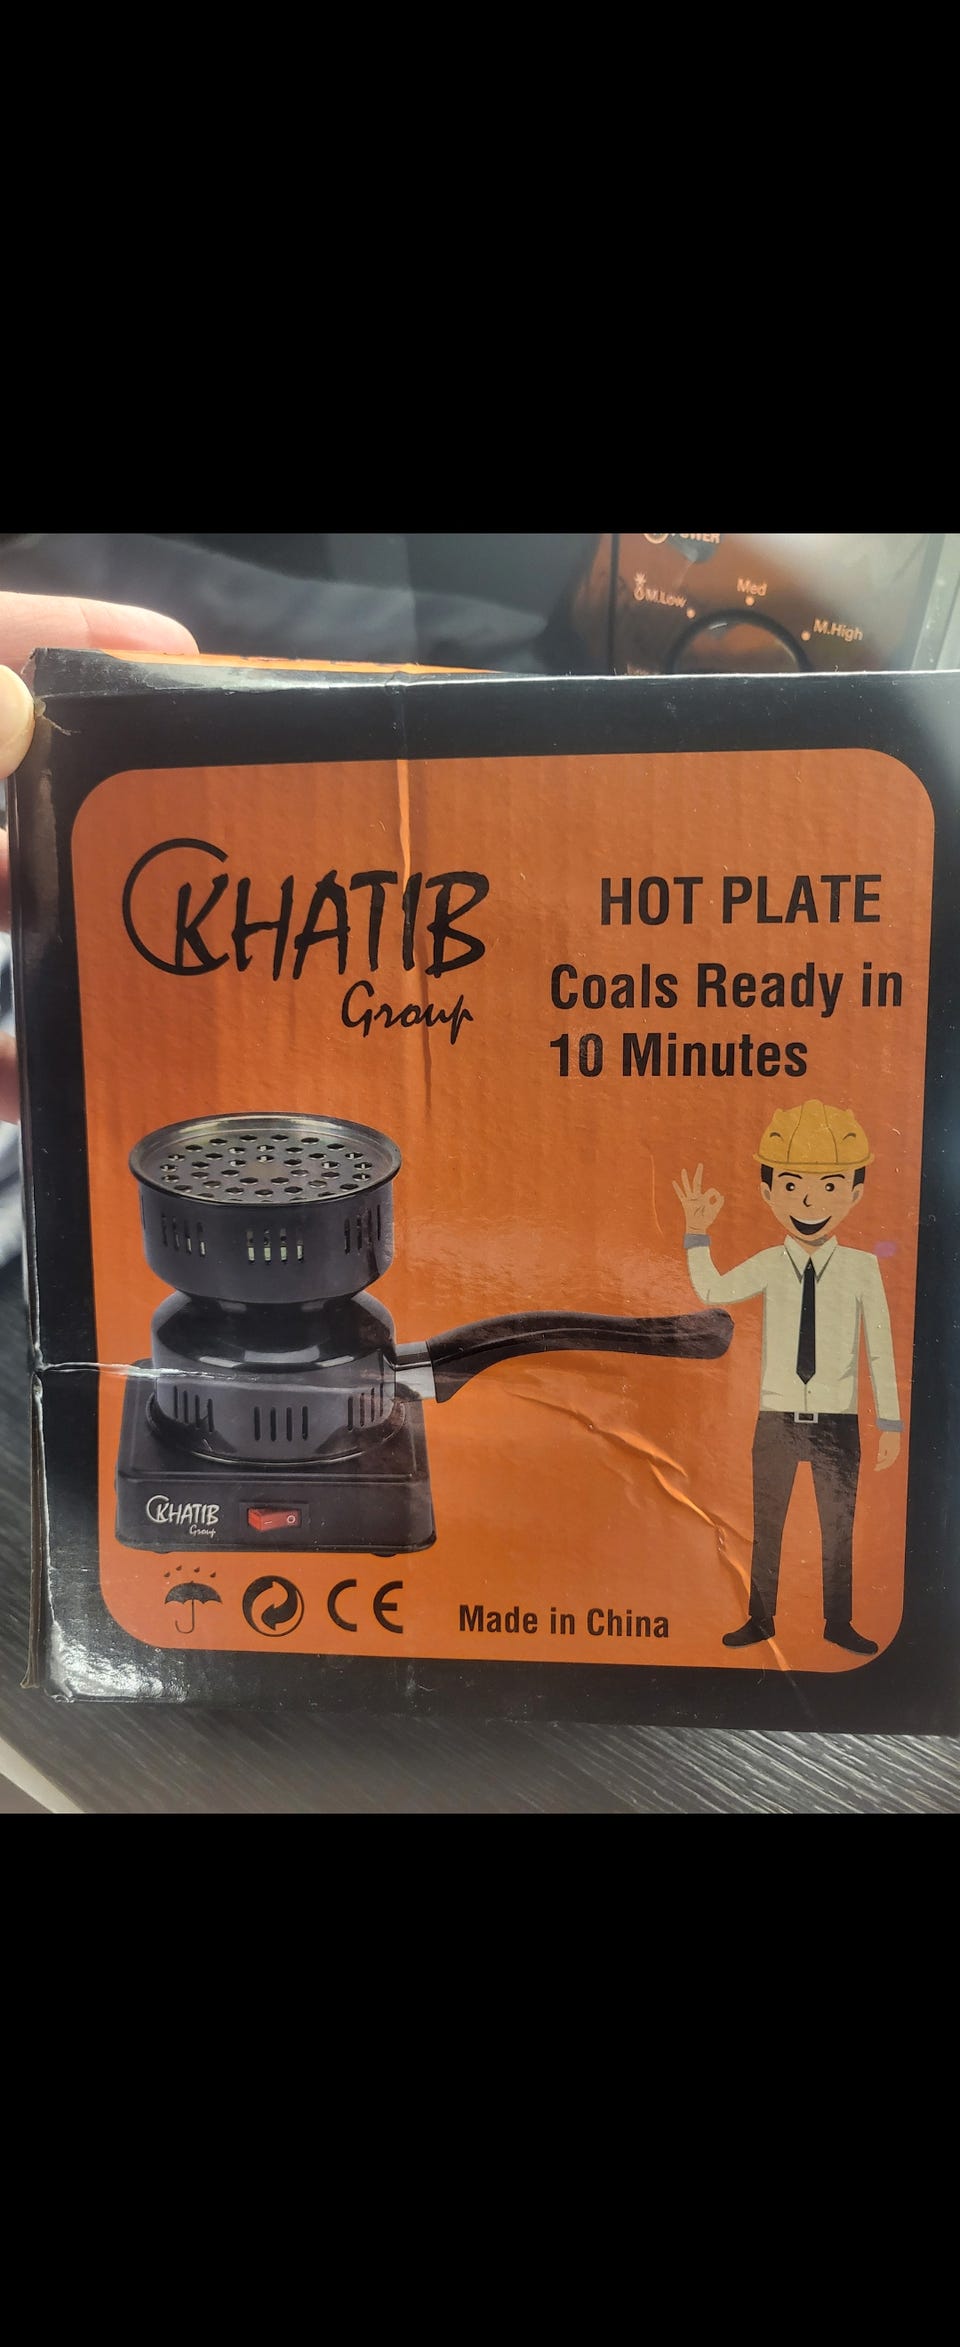 POWER
M.Low
Med
M.High
KHATIB
Group
HOT PLATE
Coals Ready in
10 Minutes
KHATIB
Group
CE
Made in China